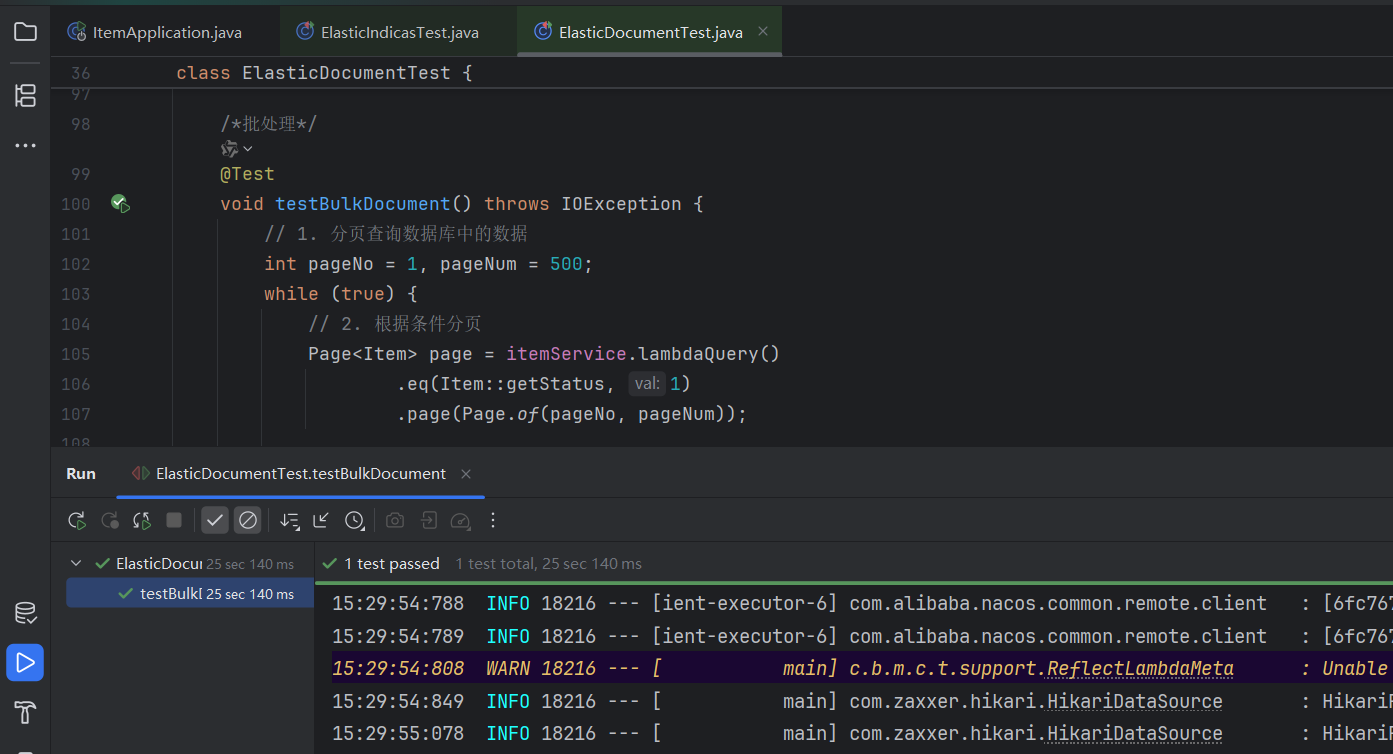 ItemApplication.java
ElasticIndicasTest.java
ElasticDocumentTest.java
36 class ElasticDocumentTest {
97
98 /*批处理*/
99 @Test
100 void testBulkDocument() throws IOException {
101 // 1. 分页查询数据库中的数据
102 int pageNo = 1, pageNum = 500;
103 while (true) {
104 // 2. 根据条件分页
105 Page<Item> page = itemService.lambdaQuery()
106 .eq(Item::getStatus, val: 1)
107 .page(Page.of(pageNo, pageNum));
108
Run ElasticDocumentTest.testBulkDocument
ElasticDocu 25 sec 140 ms
1 test passed 1 test total, 25 sec 140 ms
testBulkD 25 sec 140 ms
15:29:54:788 INFO 18216 --- [ient-executor-6] com.alibaba.nacos.common.remote.client : [6fc767
15:29:54:789 INFO 18216 --- [ient-executor-6] com.alibaba.nacos.common.remote.client : [6fc767
15:29:54:808 WARN 18216 --- [ main] c.b.m.c.t.support.ReflectLambdaMeta : Unable
15:29:54:849 INFO 18216 --- [ main] com.zaxxer.hikari.HikariDataSource : HikariP
15:29:55:078 INFO 18216 --- [ main] com.zaxxer.hikari.HikariDataSource : HikariP